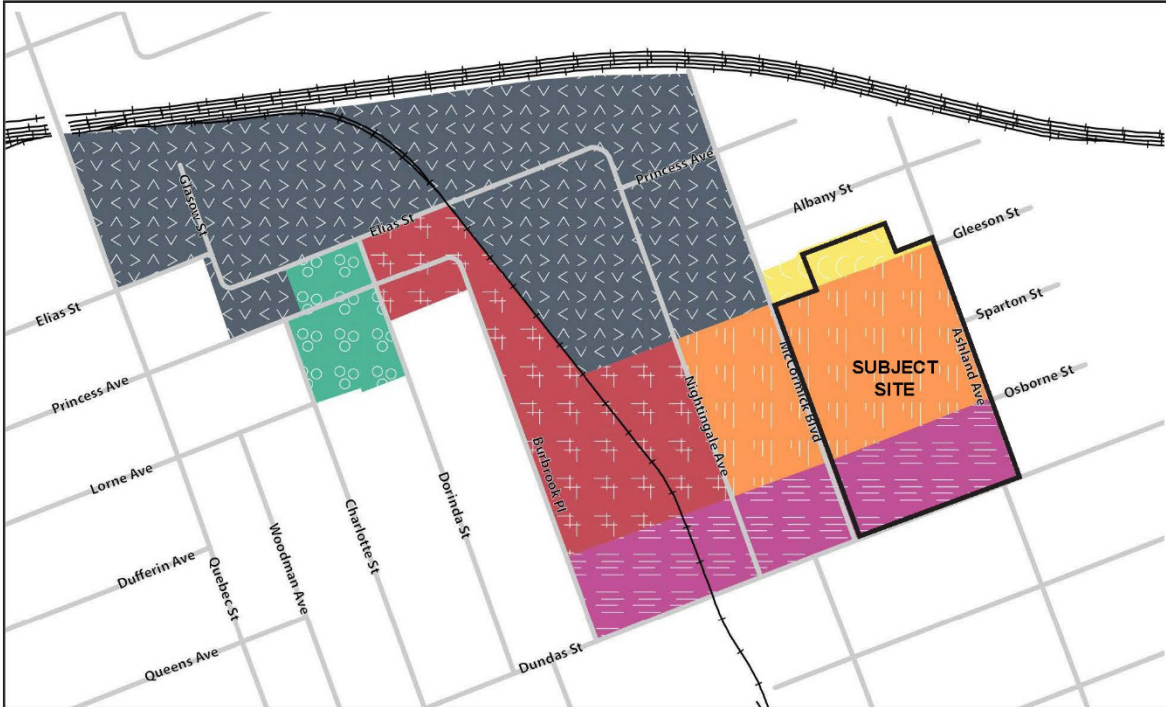 Glasow St
Princess Ave
Albany St
Elias St
Gleeson St
Elias St
Sparton St
SUBJECT
SITE
Ashland Ave
McCormick Blvd
Osborne St
Princess Ave
Nightingale Ave
Burbrook Pl
Lorne Ave
Dorinda St
Charlotte St
Woodman Ave
Dufferin Ave
Quebec St
Queens Ave
Dundas St